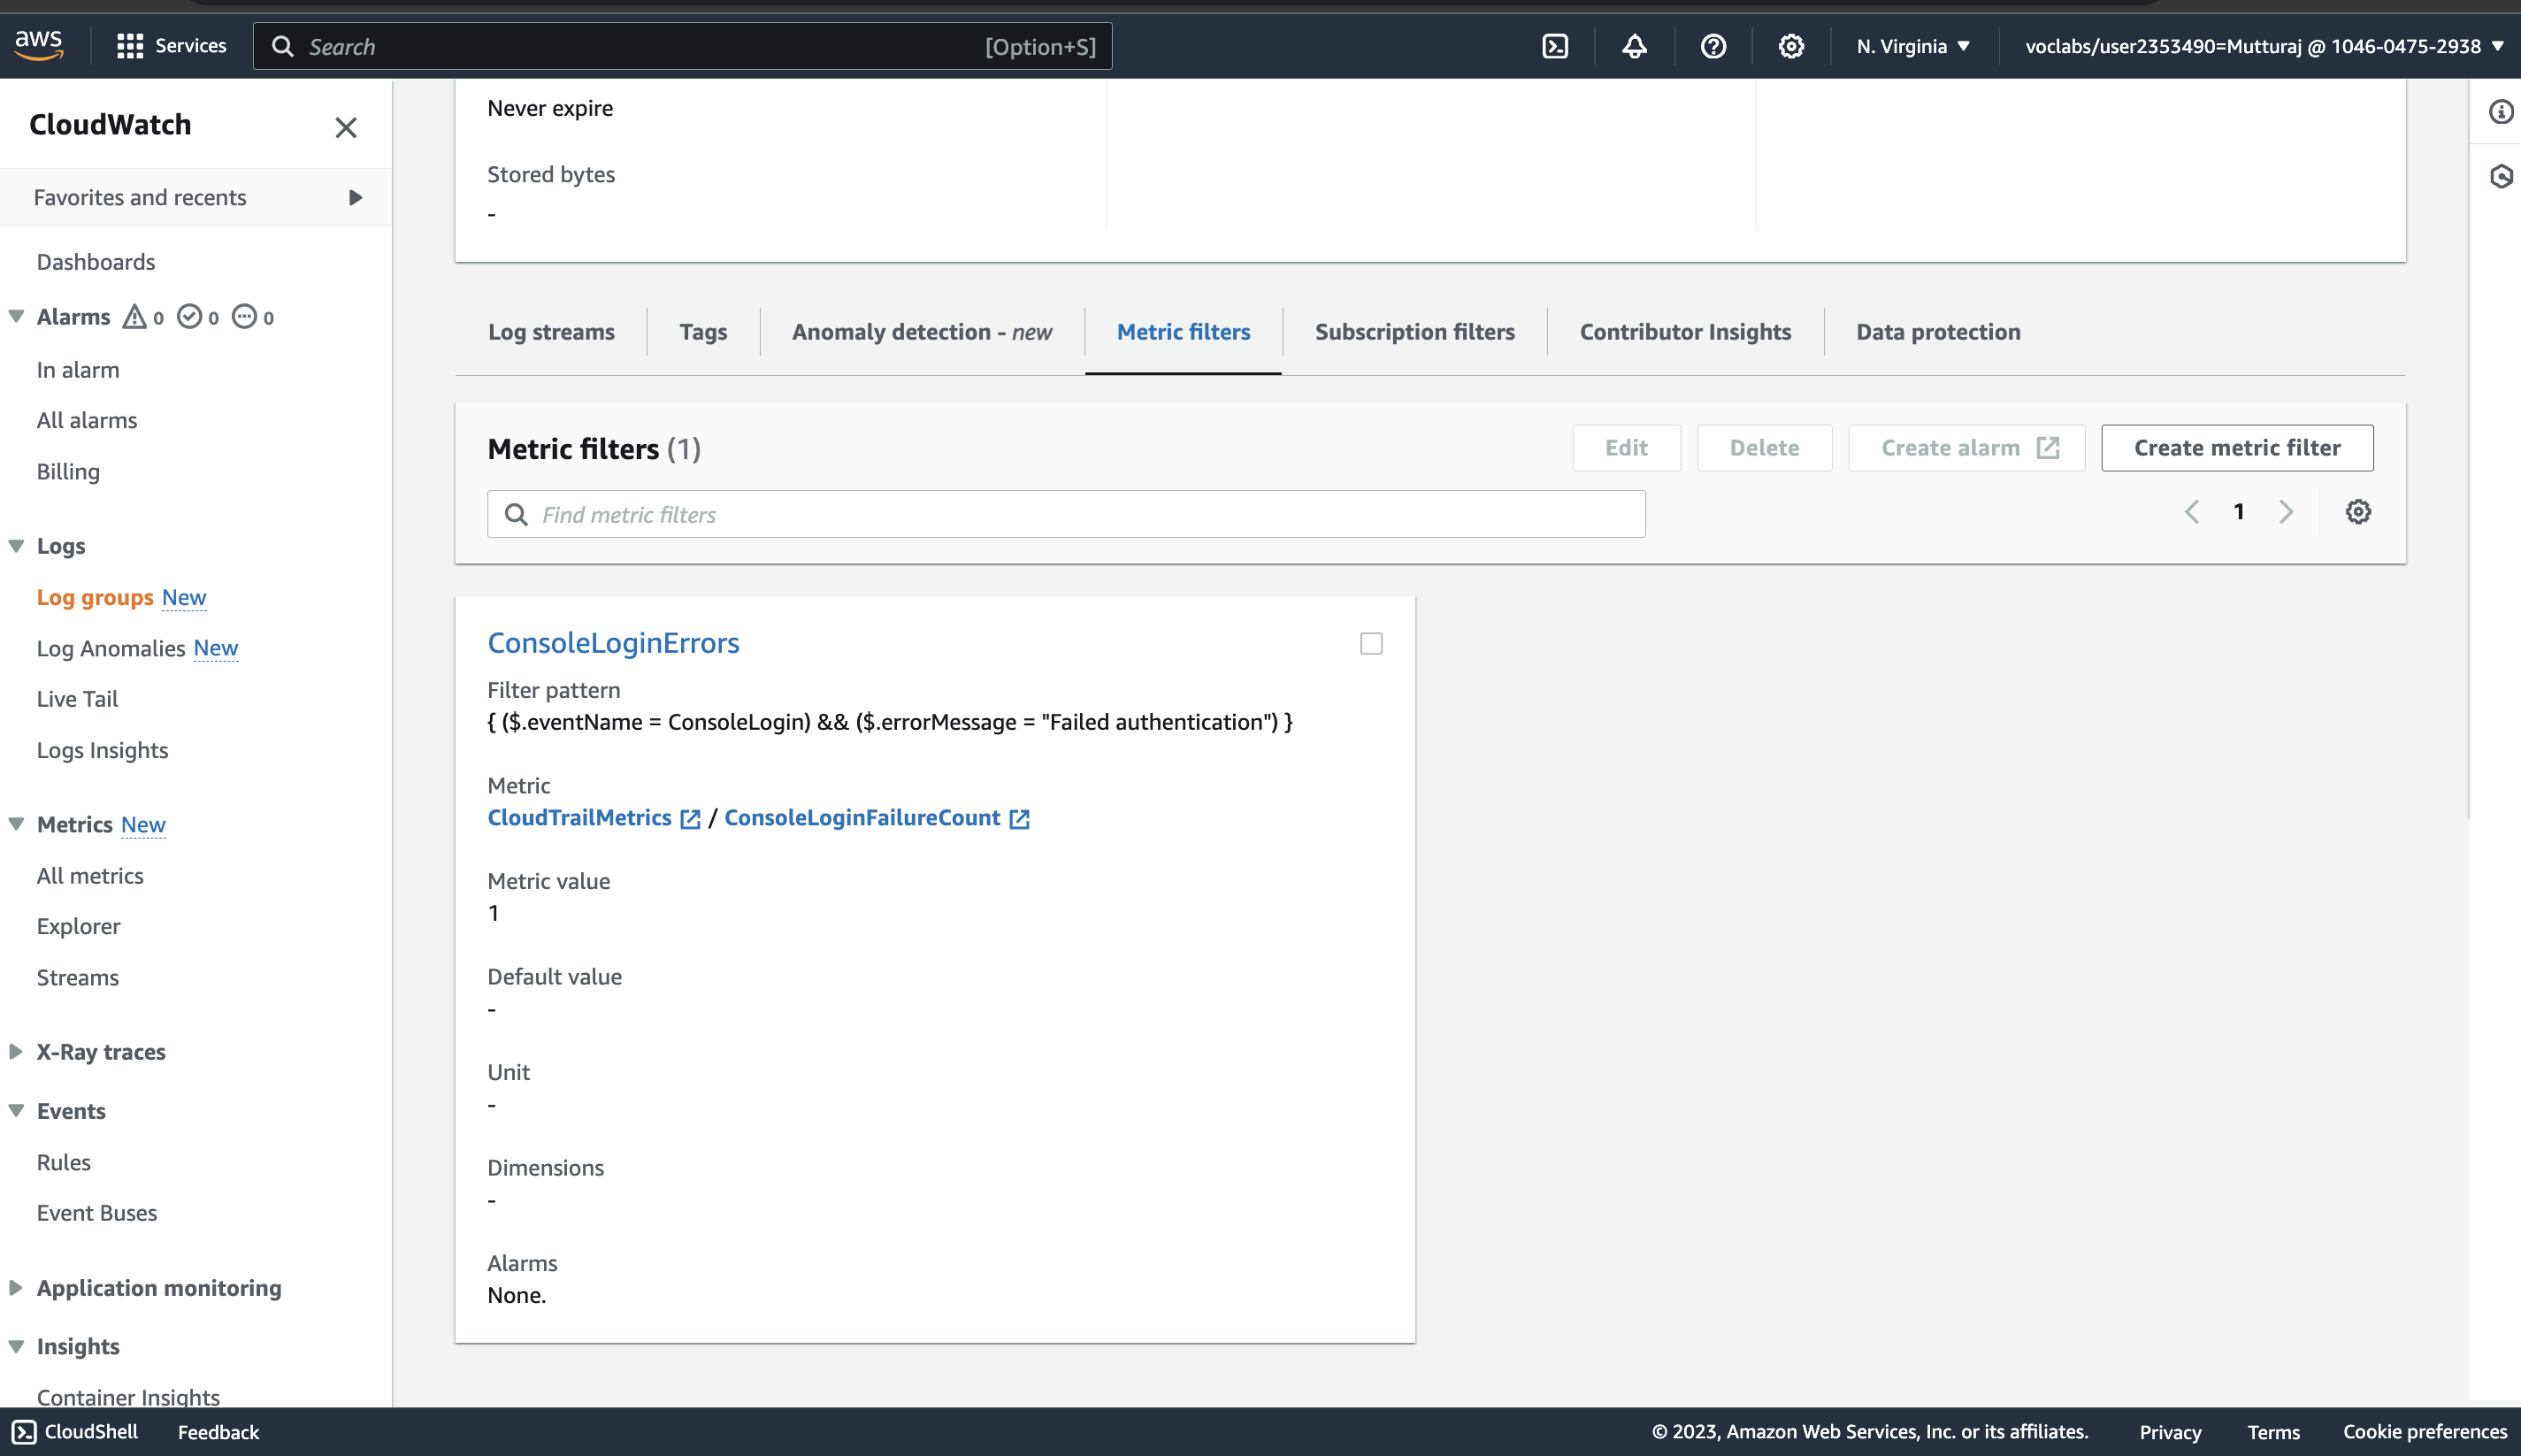 aws
Services
Search
[Option+S]
N. Virginia
voclabs/user2353490=Mutturaj @ 1046-0475-2938
CloudWatch
Favorites and recents
Dashboards
Alarms 0 0 0
In alarm
All alarms
Billing
Logs
Log groups New
Log Anomalies New
Live Tail
Logs Insights
Metrics New
All metrics
Explorer
Streams
X-Ray traces
Events
Rules
Event Buses
Application monitoring
Insights
Container Insights
Never expire
Stored bytes
-
Log streams
Tags
Anomaly detection - new
Metric filters
Subscription filters
Contributor Insights
Data protection
Metric filters (1)
Edit
Delete
Create alarm
Create metric filter
Find metric filters
1
ConsoleLoginErrors
Filter pattern
{ ($.eventName = ConsoleLogin) && ($.errorMessage = "Failed authentication") }
Metric
CloudTrailMetrics / ConsoleLoginFailureCount
Metric value
1
Default value
-
Unit
-
Dimensions
-
Alarms
None.
CloudShell
Feedback
© 2023, Amazon Web Services, Inc. or its affiliates.
Privacy
Terms
Cookie preferences